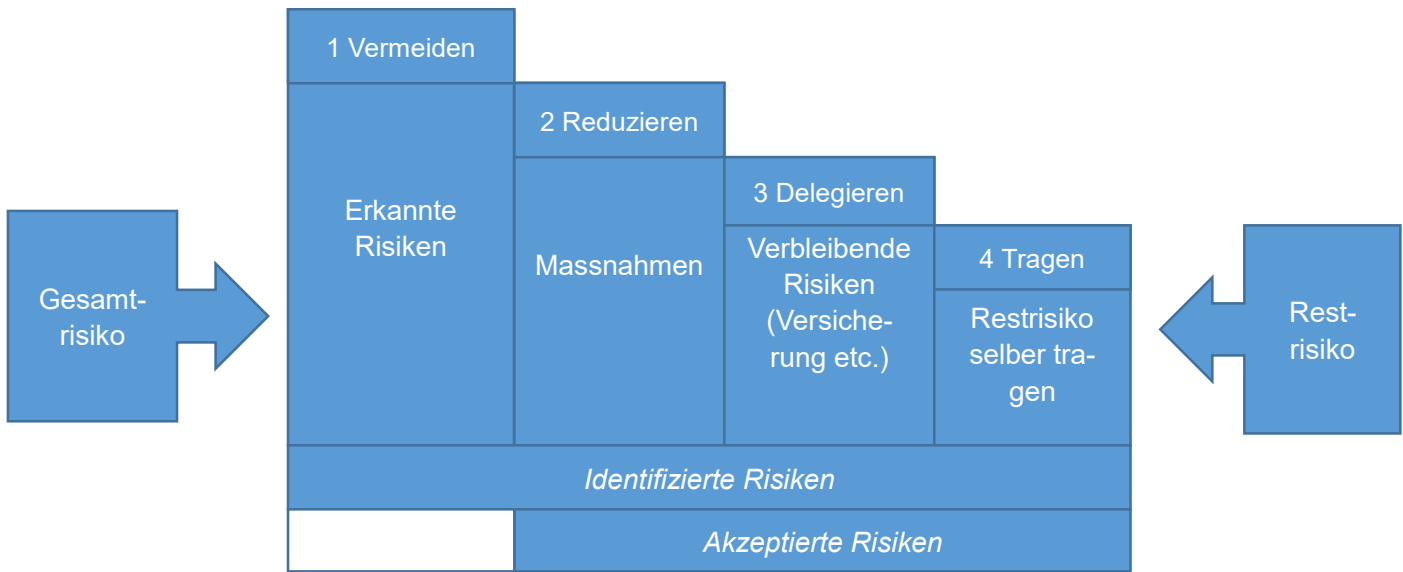 1 Vermeiden
2 Reduzieren
3 Delegieren
4 Tragen
Gesamt-
risiko
Erkannte
Risiken
Massnahmen
Verbleibende
Risiken
(Versiche-
rung etc.)
Restrisiko
selber tra-
gen
Rest-
risiko
Identifizierte Risiken
Akzeptierte Risiken